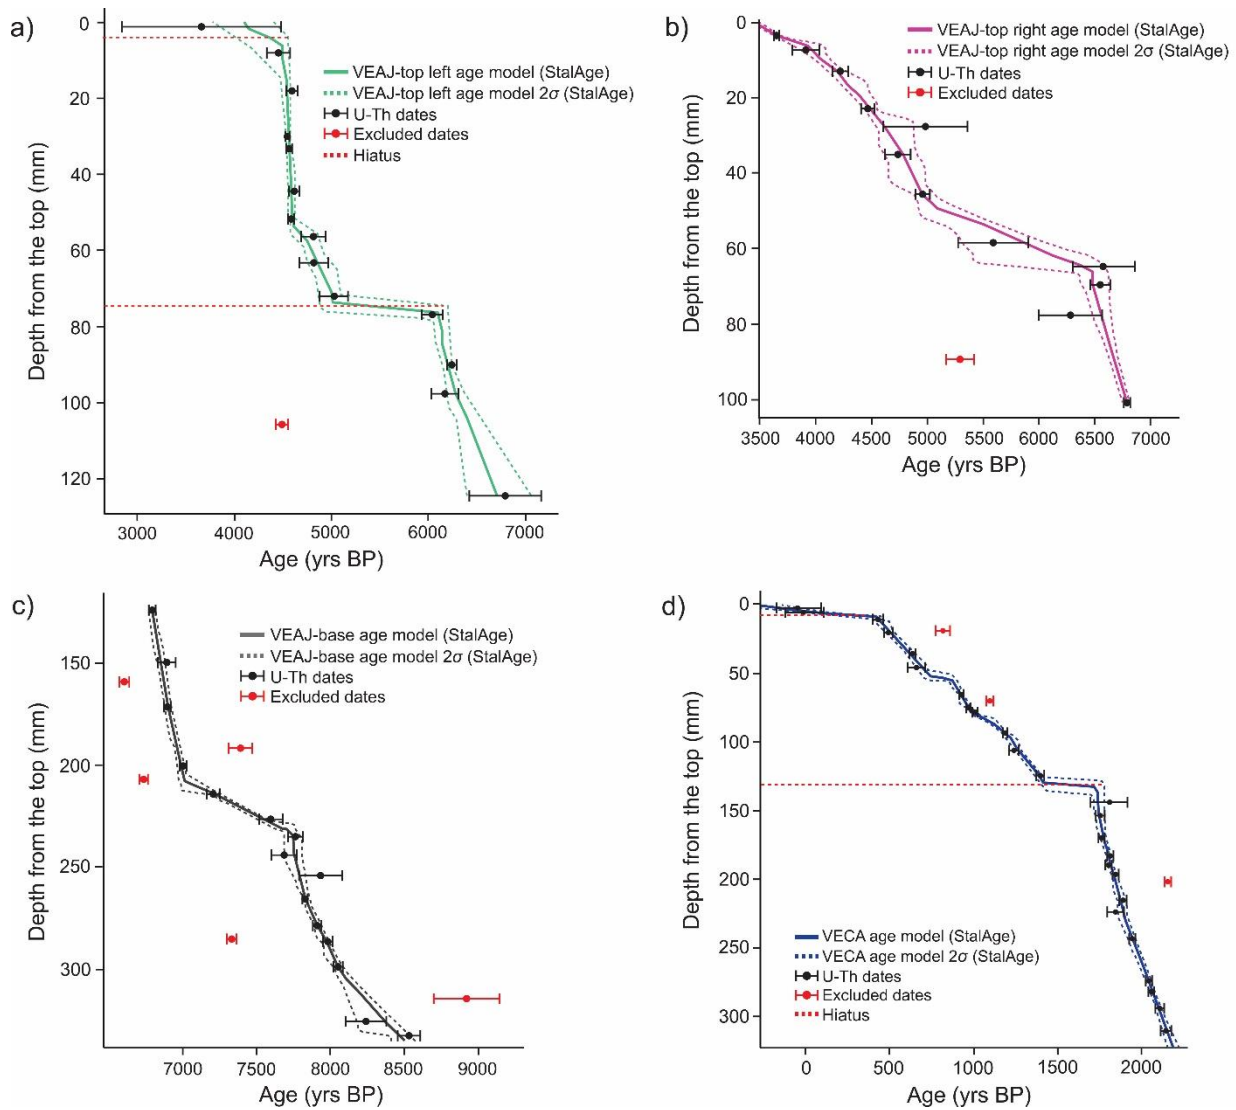 a)
0
20
40
60
80
100
120
Depth from the top (mm)
VEAJ-top left age model (StalAge)
VEAJ-top left age model 2σ (StalAge)
U-Th dates
Excluded dates
Hiatus
3000 4000 5000 6000 7000
Age (yrs BP)
b)
0
20
40
60
80
100
Depth from the top (mm)
VEAJ-top right age model (StalAge)
VEAJ-top right age model 2σ (StalAge)
U-Th dates
Excluded dates
3500 4000 4500 5000 5500 6000 6500 7000
Age (yrs BP)
c)
150
200
250
300
Depth from the top (mm)
VEAJ-base age model (StalAge)
VEAJ-base age model 2σ (StalAge)
U-Th dates
Excluded dates
7000 7500 8000 8500 9000
Age (yrs BP)
d)
0
50
100
150
200
250
300
Depth from the top (mm)
VECA age model (StalAge)
VECA age model 2σ (StalAge)
U-Th dates
Excluded dates
Hiatus
0 500 1000 1500 2000
Age (yrs BP)